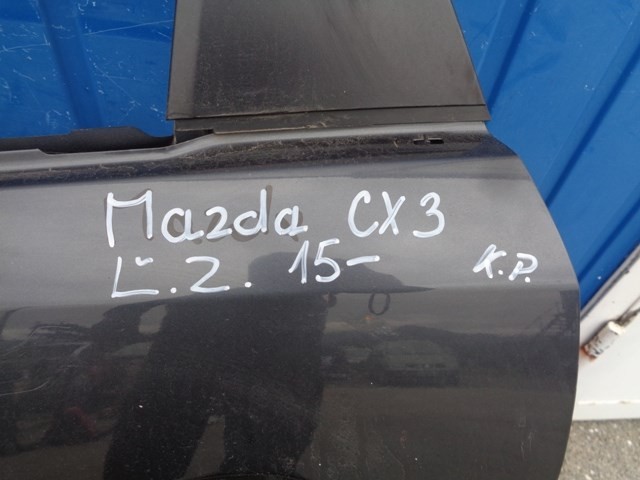 Mazda CX3
Ľ.Z. 15- K.P.